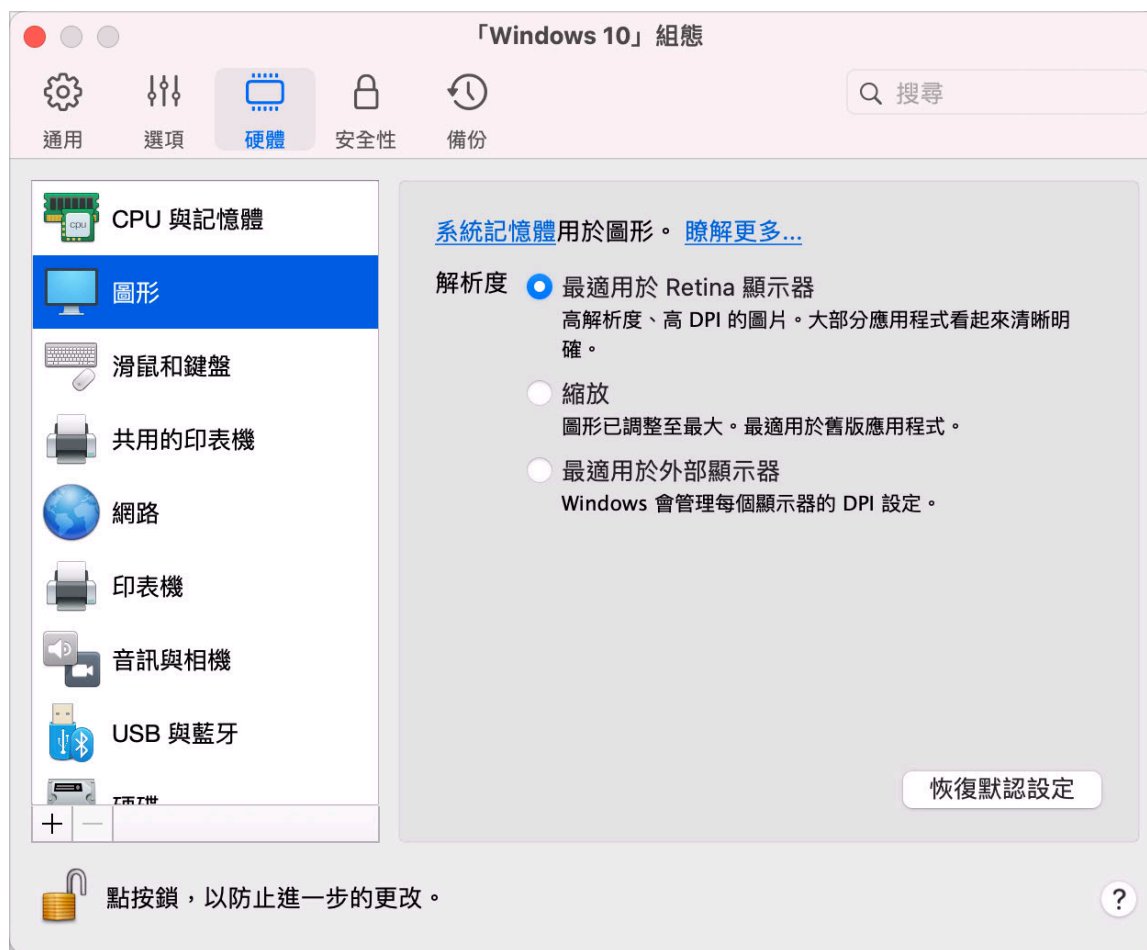 「Windows 10」組態
通用
選項
硬體
安全性
備份
搜尋
CPU 與記憶體
圖形
滑鼠和鍵盤
共用的印表機
網路
印表機
音訊與相機
USB 與藍牙
硬碟
系統記憶體用於圖形。 瞭解更多...
解析度
最適用於 Retina 顯示器
高解析度、高 DPI 的圖片。大部分應用程式看起來清晰明
確。
縮放
圖形已調整至最大。最適用於舊版應用程式。
最適用於外部顯示器
Windows 會管理每個顯示器的 DPI 設定。
恢復默認設定
點按鎖，以防止進一步的更改。
?